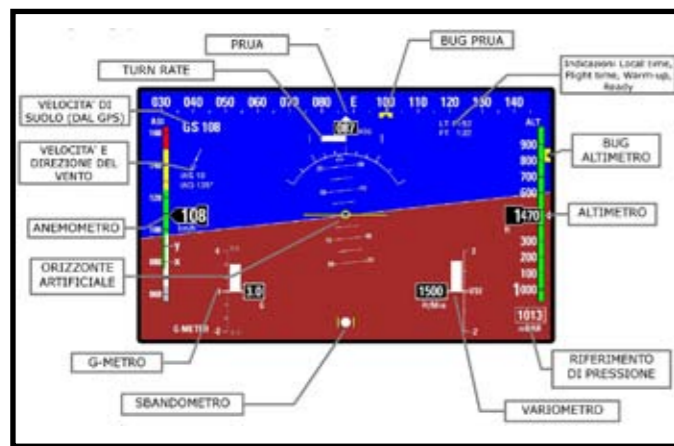 PRUA
BUG PRUA
TURN RATE
Indicazioni Local time,
Flight time, Warm-up,
Ready
VELOCITA' DI
SUOLO (DAL GPS)
VELOCITA' E
DIREZIONE DEL
VENTO
ANEMOMETRO
ORIZZONTE
ARTIFICIALE
G-METRO
SBANDOMETRO
BUG
ALTIMETRO
ALTIMETRO
RIFERIMENTO
DI PRESSIONE
VARIOMETRO
030 040 050 060 080 E 100 110 120 130 140
GS 108
ALT
900
800
700
600
108
1470
300
200
100
1000
3.0
G
G-METER
1500
1013
y
x